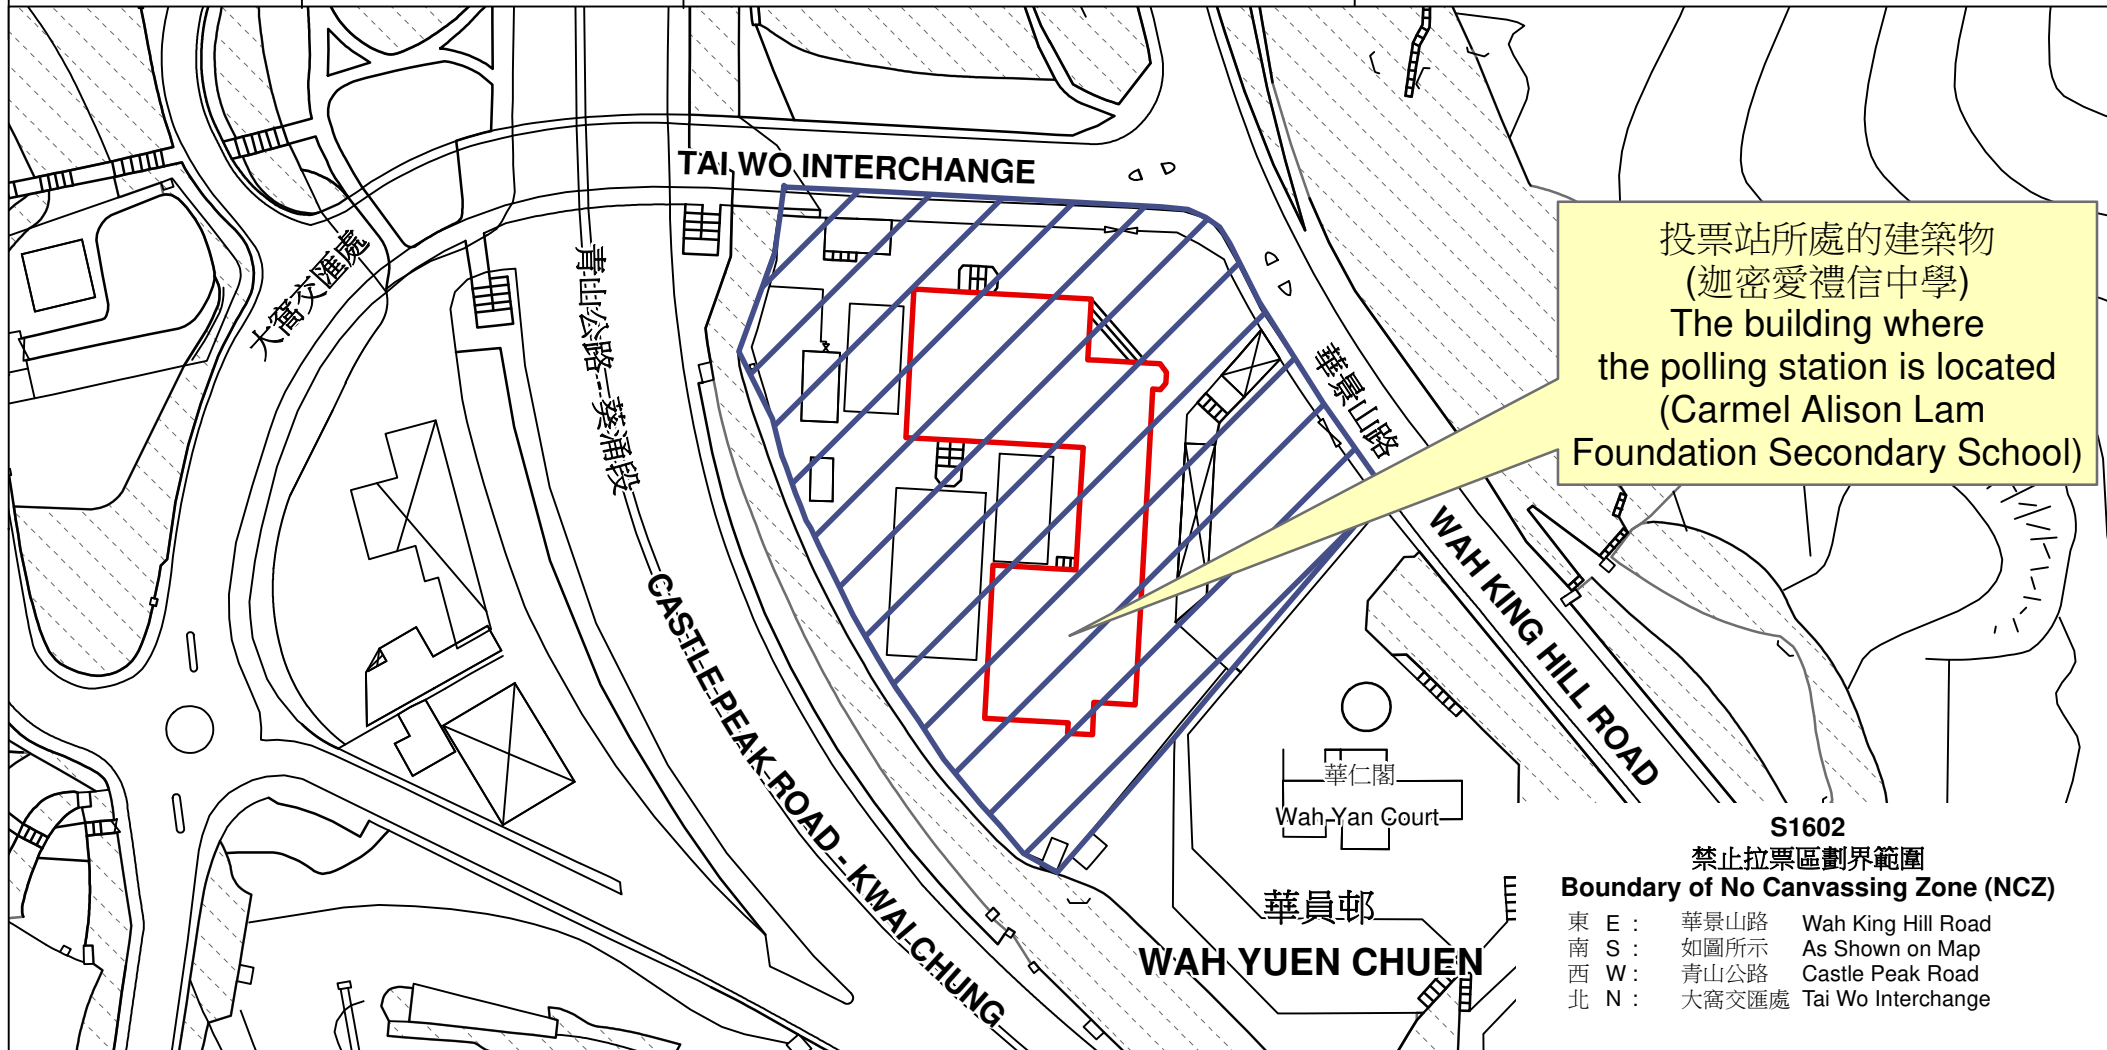 TAI WO INTERCHANGE
大窩交匯處
青山公路--葵涌段
CASTLE PEAK ROAD - KWAI CHUNG
華景山路
WAH KING HILL ROAD
投票站所處的建築物
(迦密愛禮信中學)
The building where
the polling station is located
(Carmel Alison Lam
Foundation Secondary School)
華仁閣
Wah Yan Court
華員邨
WAH YUEN CHUEN
S1602
禁止拉票區劃界範圍
Boundary of No Canvassing Zone (NCZ)
東 E : 華景山路 Wah King Hill Road
南 S : 如圖所示 As Shown on Map
西 W : 青山公路 Castle Peak Road
北 N : 大窩交匯處 Tai Wo Interchange